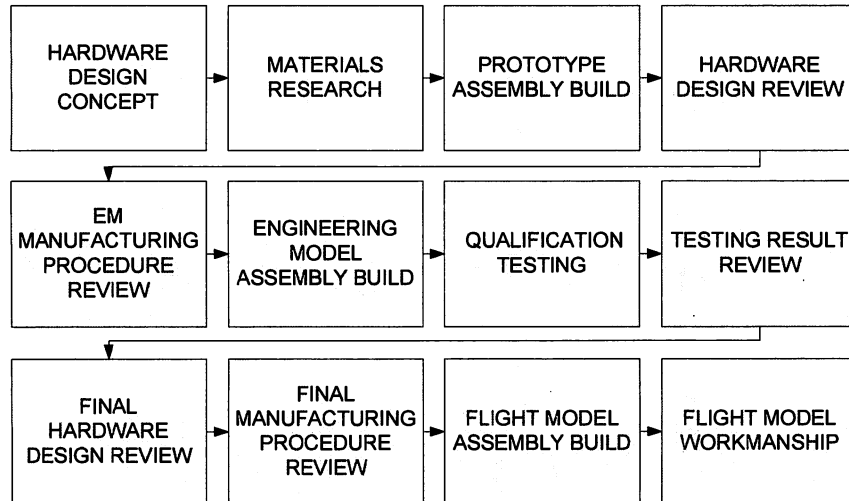 HARDWARE
DESIGN
CONCEPT
MATERIALS
RESEARCH
PROTOTYPE
ASSEMBLY BUILD
HARDWARE
DESIGN REVIEW
EM
MANUFACTURING
PROCEDURE
REVIEW
ENGINEERING
MODEL
ASSEMBLY BUILD
QUALIFICATION
TESTING
TESTING RESULT
REVIEW
FINAL
HARDWARE
DESIGN REVIEW
FINAL
MANUFACTURING
PROCEDURE
REVIEW
FLIGHT MODEL
ASSEMBLY BUILD
FLIGHT MODEL
WORKMANSHIP